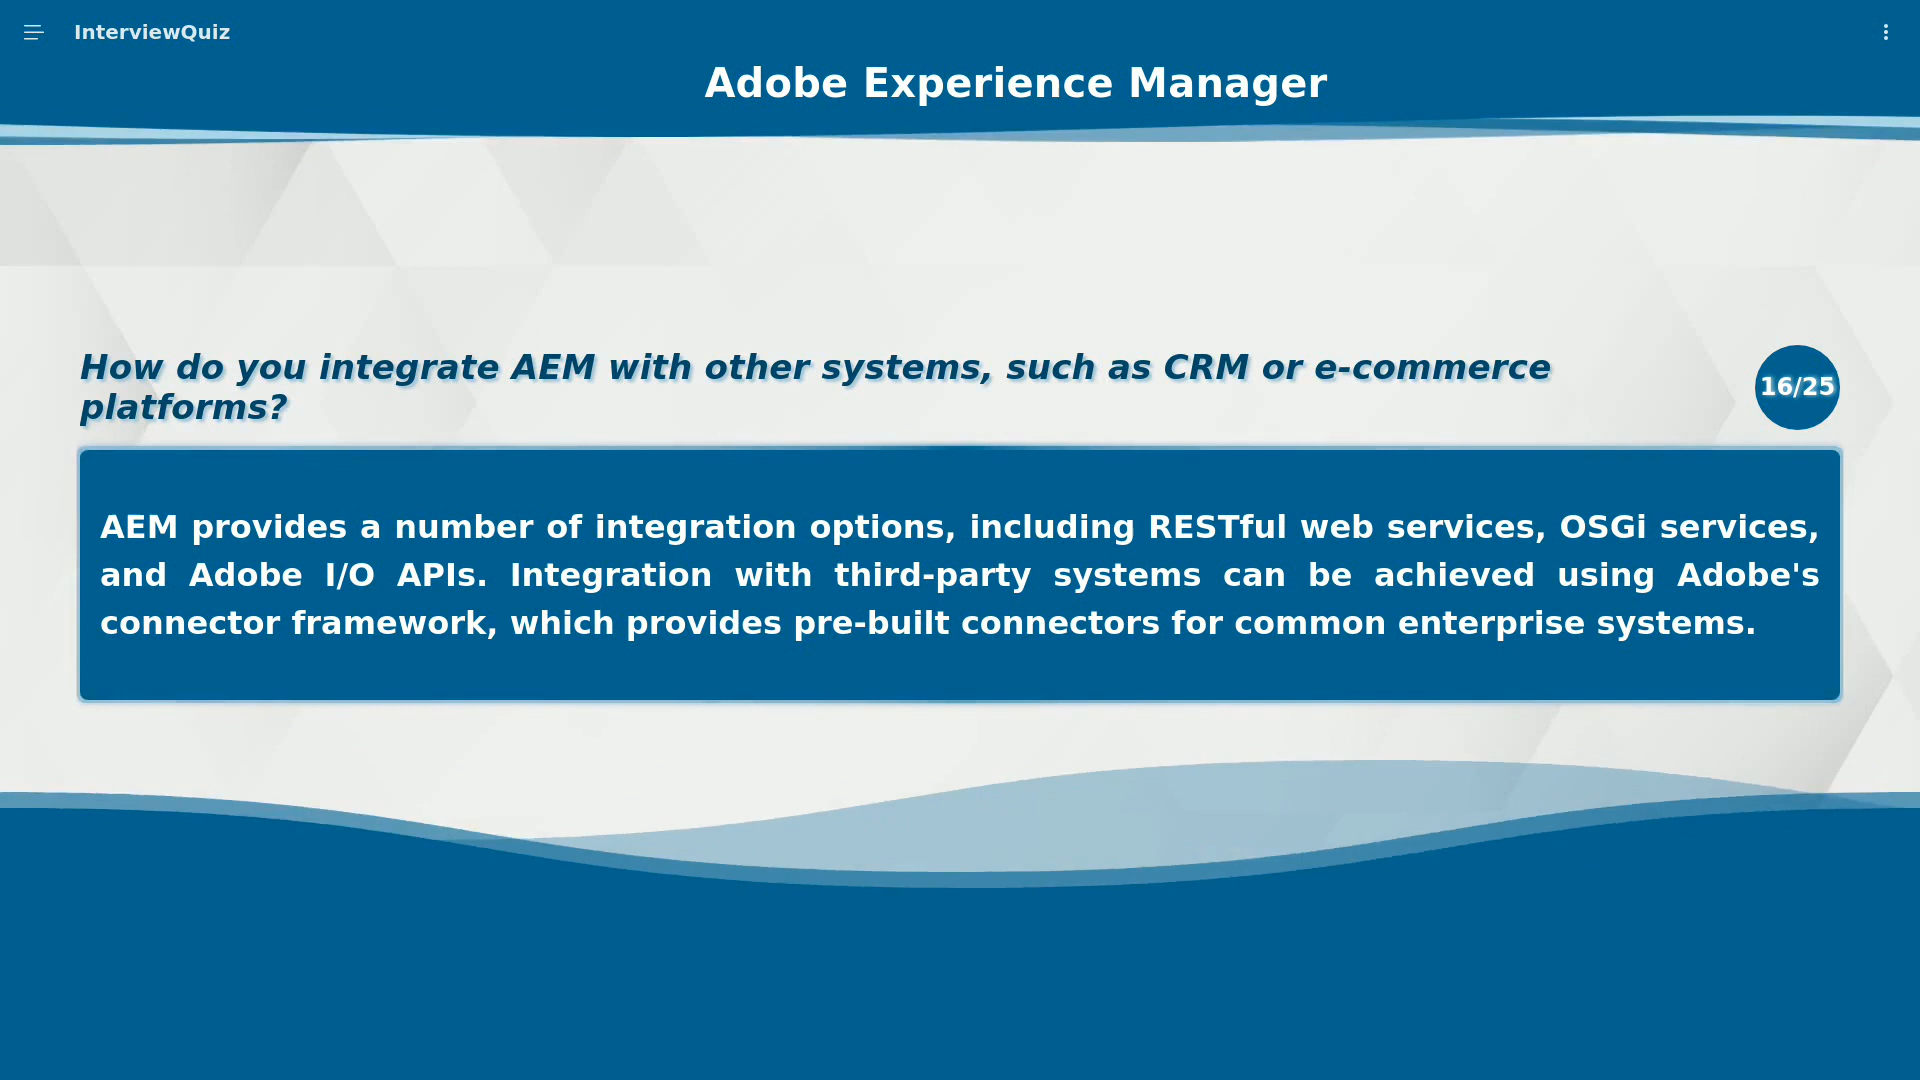 InterviewQuiz
Adobe Experience Manager
How do you integrate AEM with other systems, such as CRM or e-commerce
platforms?
16/25
AEM provides a number of integration options, including RESTful web services, OSGi services,
and Adobe I/O APIs. Integration with third-party systems can be achieved using Adobe's
connector framework, which provides pre-built connectors for common enterprise systems.